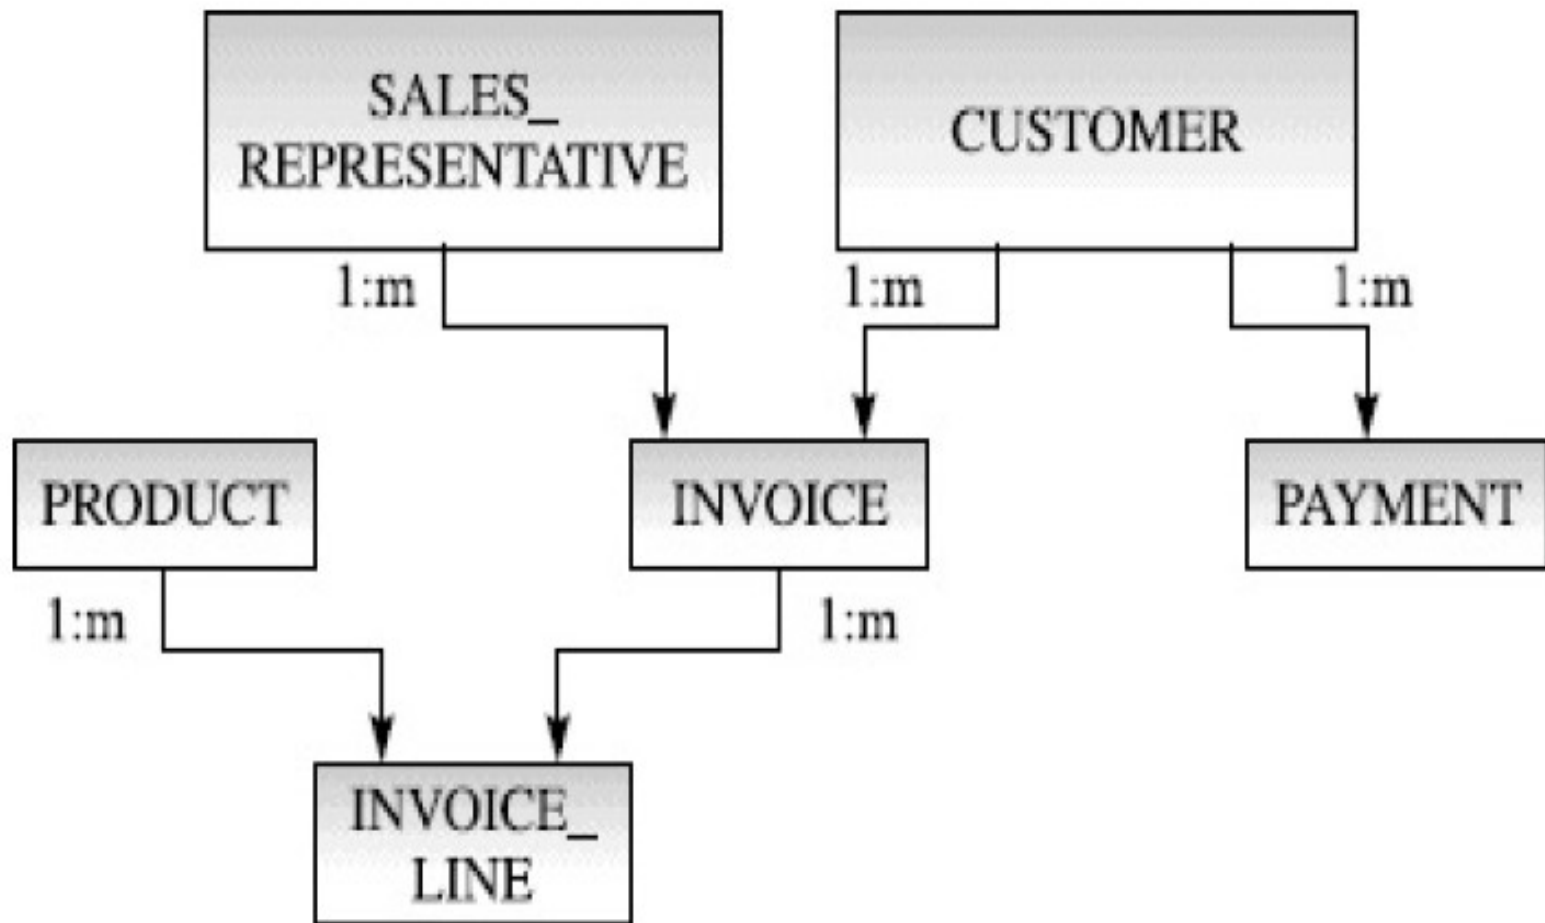 SALES_
REPRESENTATIVE
CUSTOMER
1:m
1:m
1:m
PRODUCT
INVOICE
PAYMENT
1:m
1:m
INVOICE_
LINE